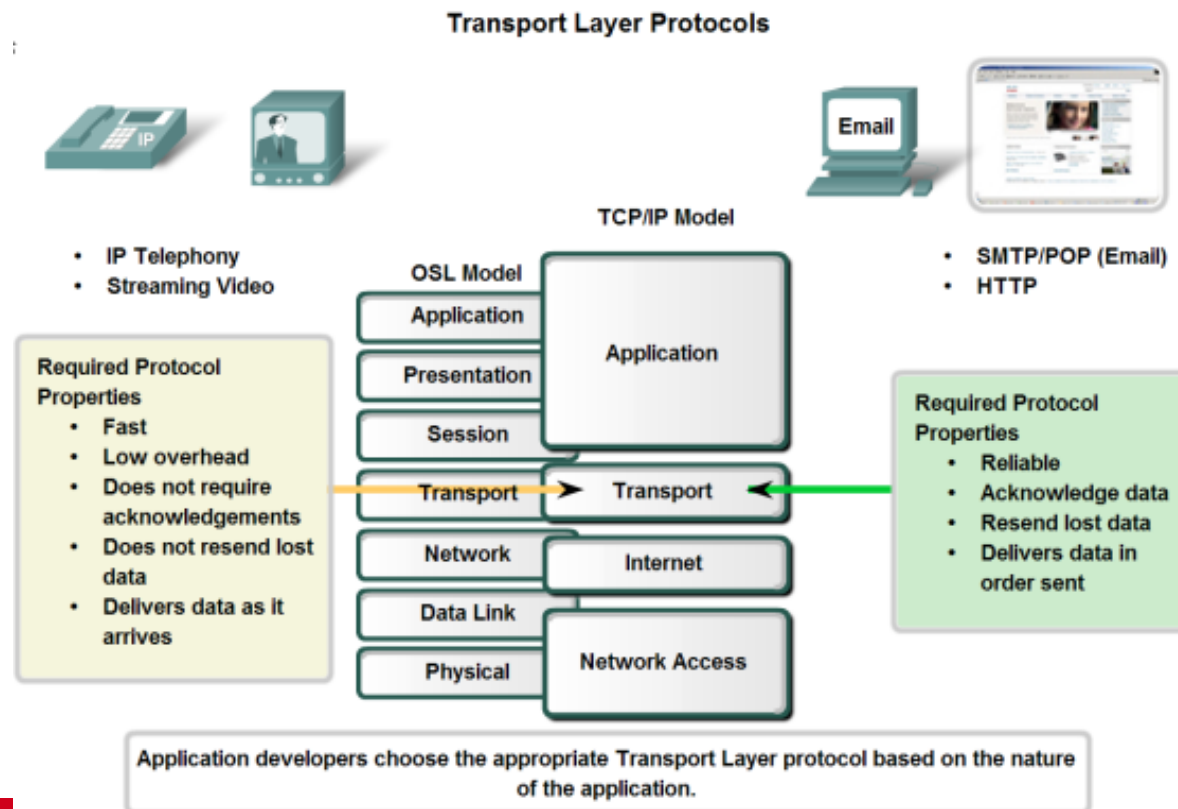 Transport Layer Protocols
IP
Email
TCP/IP Model
• IP Telephony
• Streaming Video
OSL Model
• SMTP/POP (Email)
• HTTP
Application
Presentation
Session
Transport
Network
Data Link
Physical
Application
Transport
Internet
Network Access
Required Protocol
Properties
• Fast
• Low overhead
• Does not require
acknowledgements
• Does not resend lost
data
• Delivers data as it
arrives
Required Protocol
Properties
• Reliable
• Acknowledge data
• Resend lost data
• Delivers data in
order sent
Application developers choose the appropriate Transport Layer protocol based on the nature
of the application.